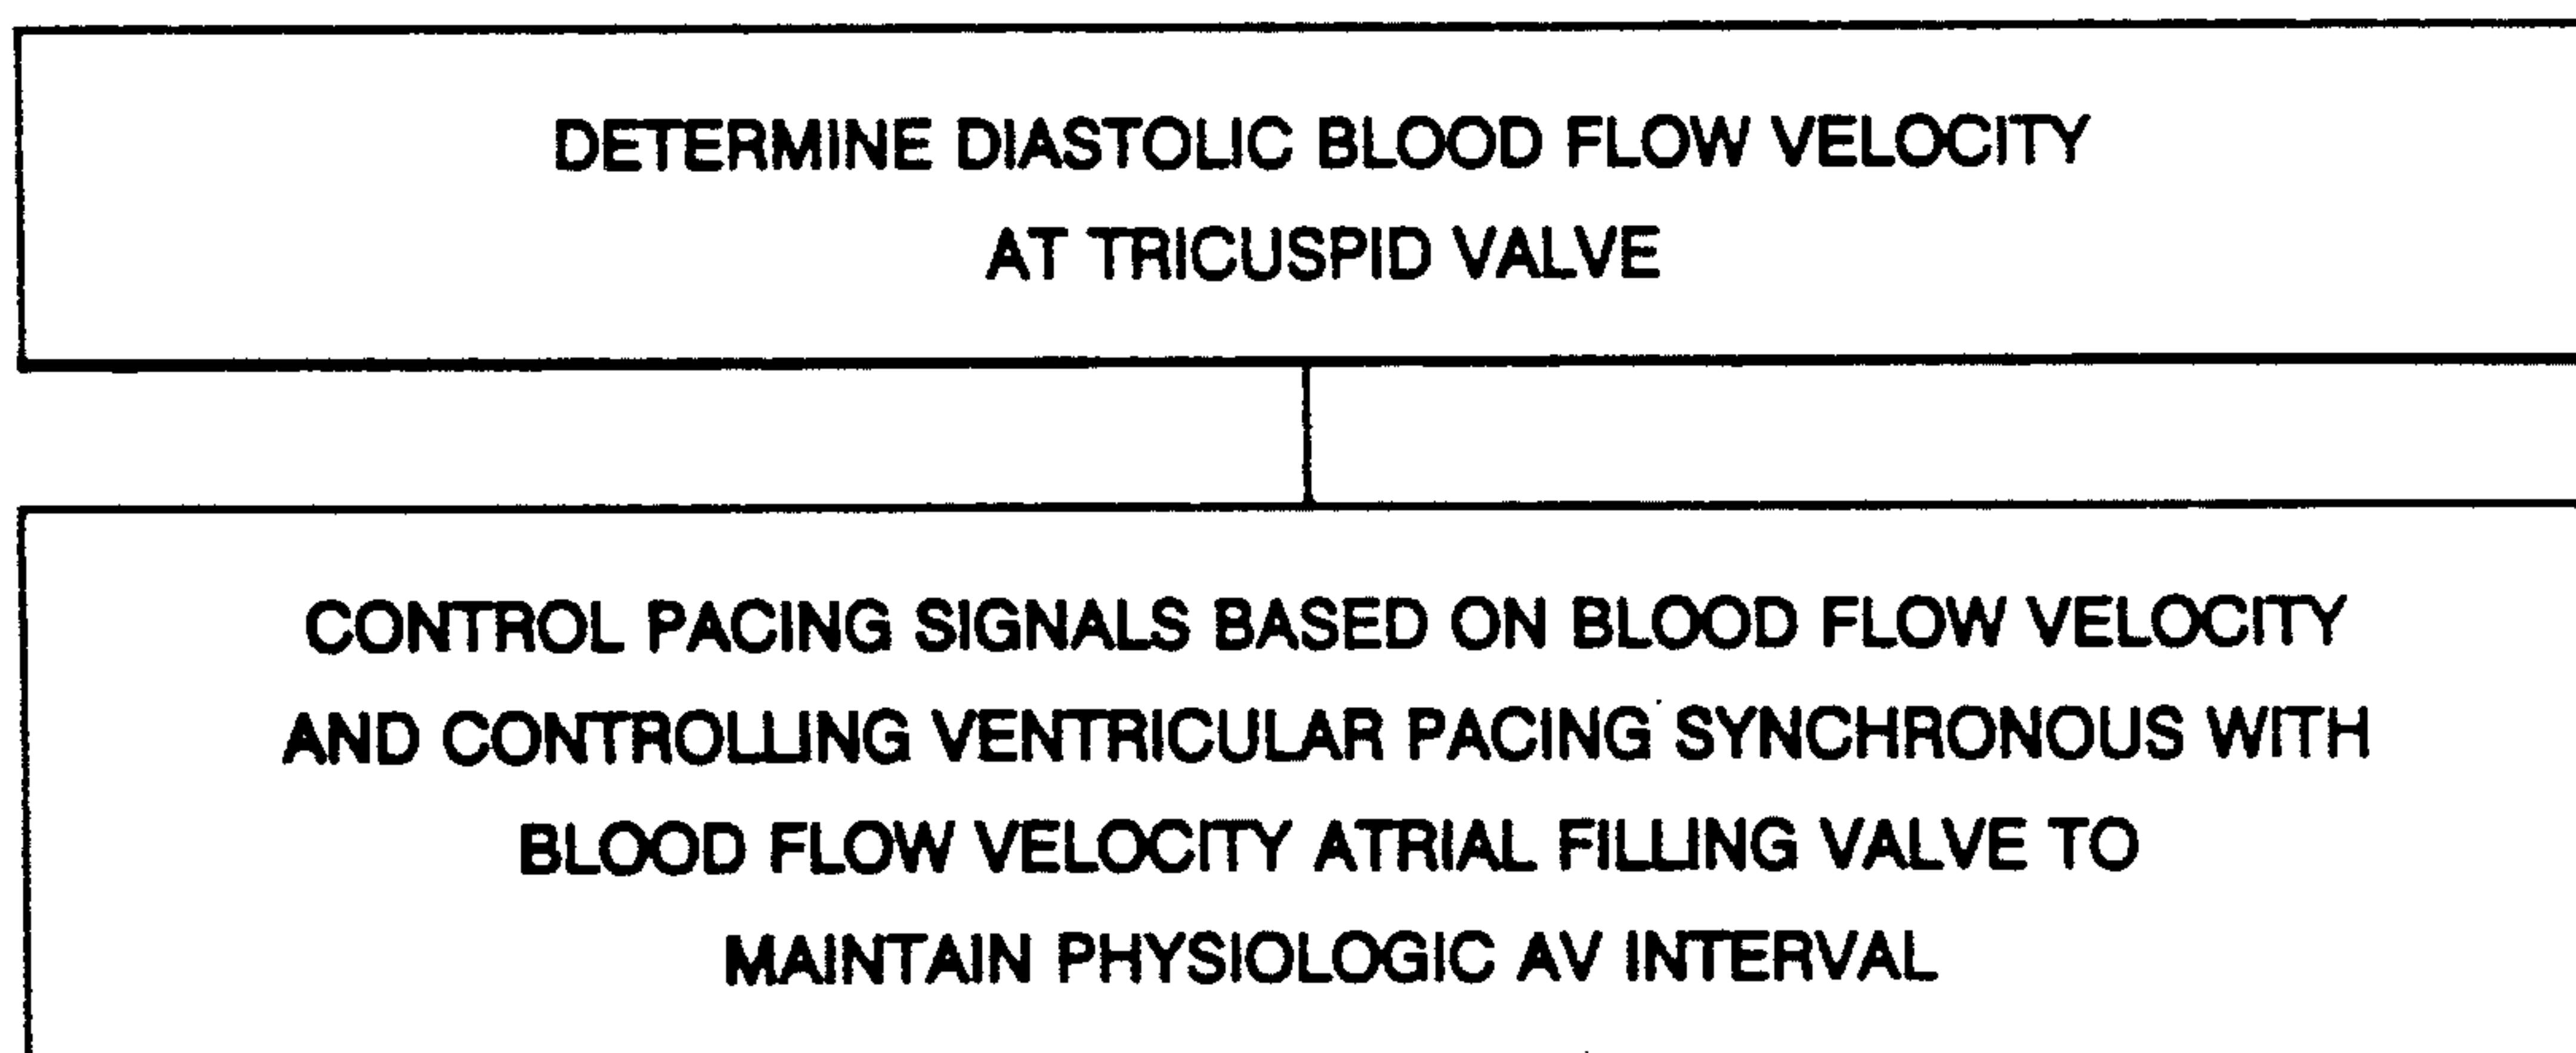 DETERMINE DIASTOLIC BLOOD FLOW VELOCITY
AT TRICUSPID VALVE
CONTROL PACING SIGNALS BASED ON BLOOD FLOW VELOCITY
AND CONTROLLING VENTRICULAR PACING SYNCHRONOUS WITH
BLOOD FLOW VELOCITY ATRIAL FILLING VALVE TO
MAINTAIN PHYSIOLOGIC AV INTERVAL